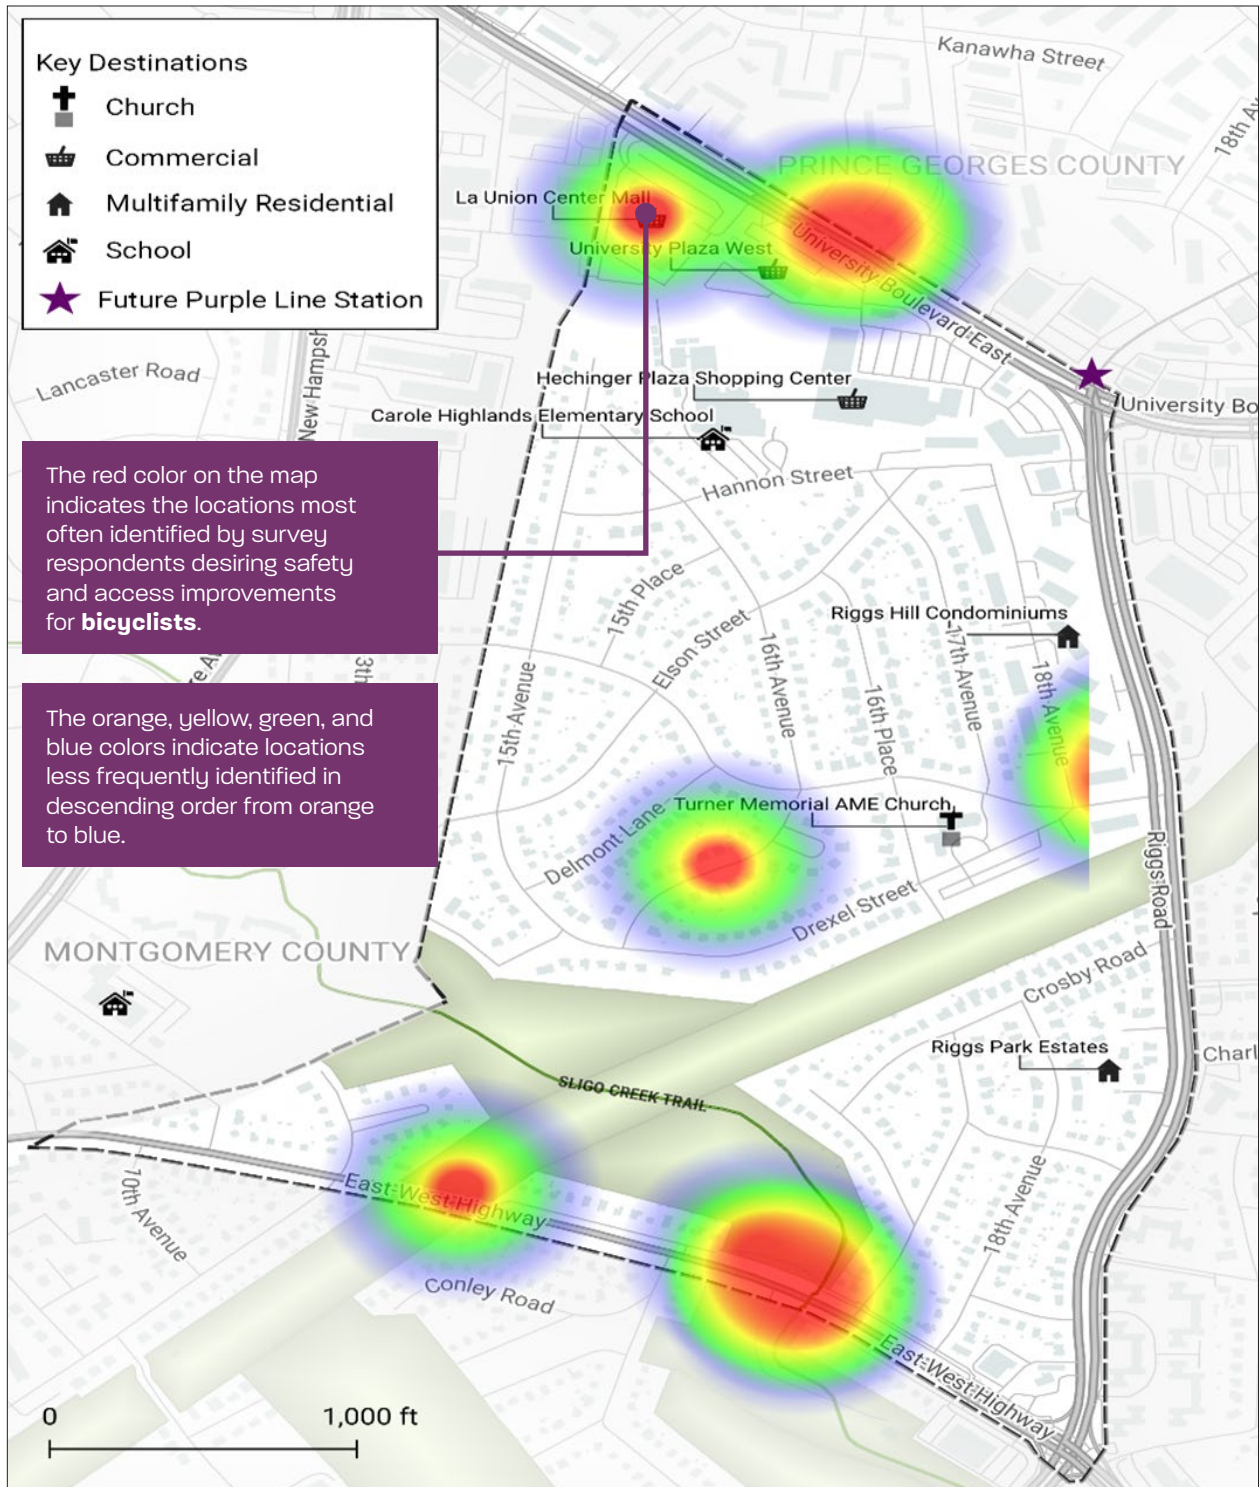 Key Destinations
Church
Commercial
Multifamily Residential
School
Future Purple Line Station
Kanawha Street
18th Av
PRINCE GEORGES COUNTY
La Union Center Mall
University Plaza West
University Boulevard East
Lancaster Road
New Hampsh
Hechinger Plaza Shopping Center
University Bo
Carole Highlands Elementary School
Hannon Street
The red color on the map
indicates the locations most
often identified by survey
respondents desiring safety
and access improvements
for bicyclists.
15th Place
Elson Street
Riggs Hill Condominiums
16th Avenue
17th Avenue
18th Avenue
15th Avenue
16th Place
3th
re Av
The orange, yellow, green, and
blue colors indicate locations
less frequently identified in
descending order from orange
to blue.
Turner Memorial AME Church
Delmont Lane
Drexel Street
Riggs Road
MONTGOMERY COUNTY
Crosby Road
Riggs Park Estates
Charl
SLIGO CREEK TRAIL
70th Avenue
East-West Highway
18th Avenue
Conley Road
East-West Highway
0
1,000 ft